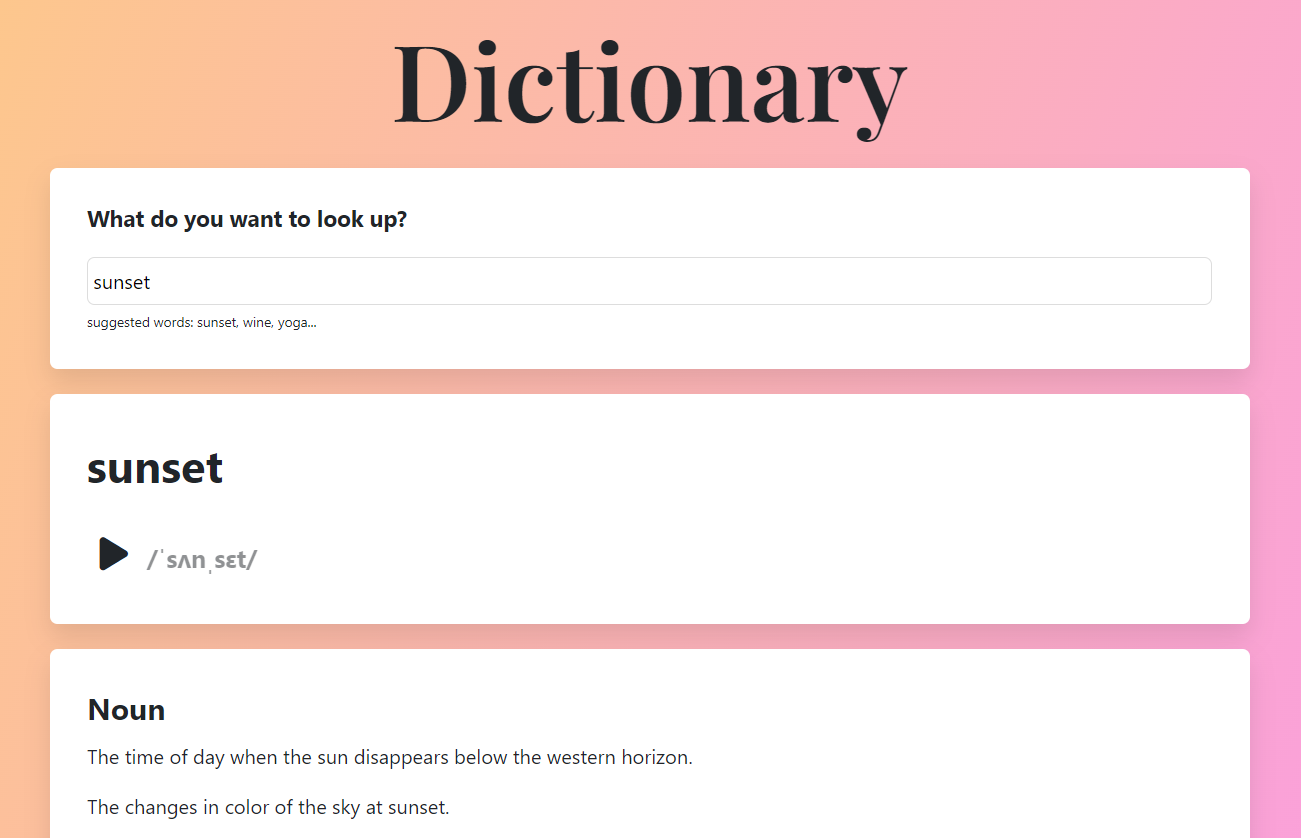 Dictionary
What do you want to look up?
sunset
suggested words: sunset, wine, yoga...
sunset
/ˈsʌnˌsɛt/
Noun
The time of day when the sun disappears below the western horizon.
The changes in color of the sky at sunset.